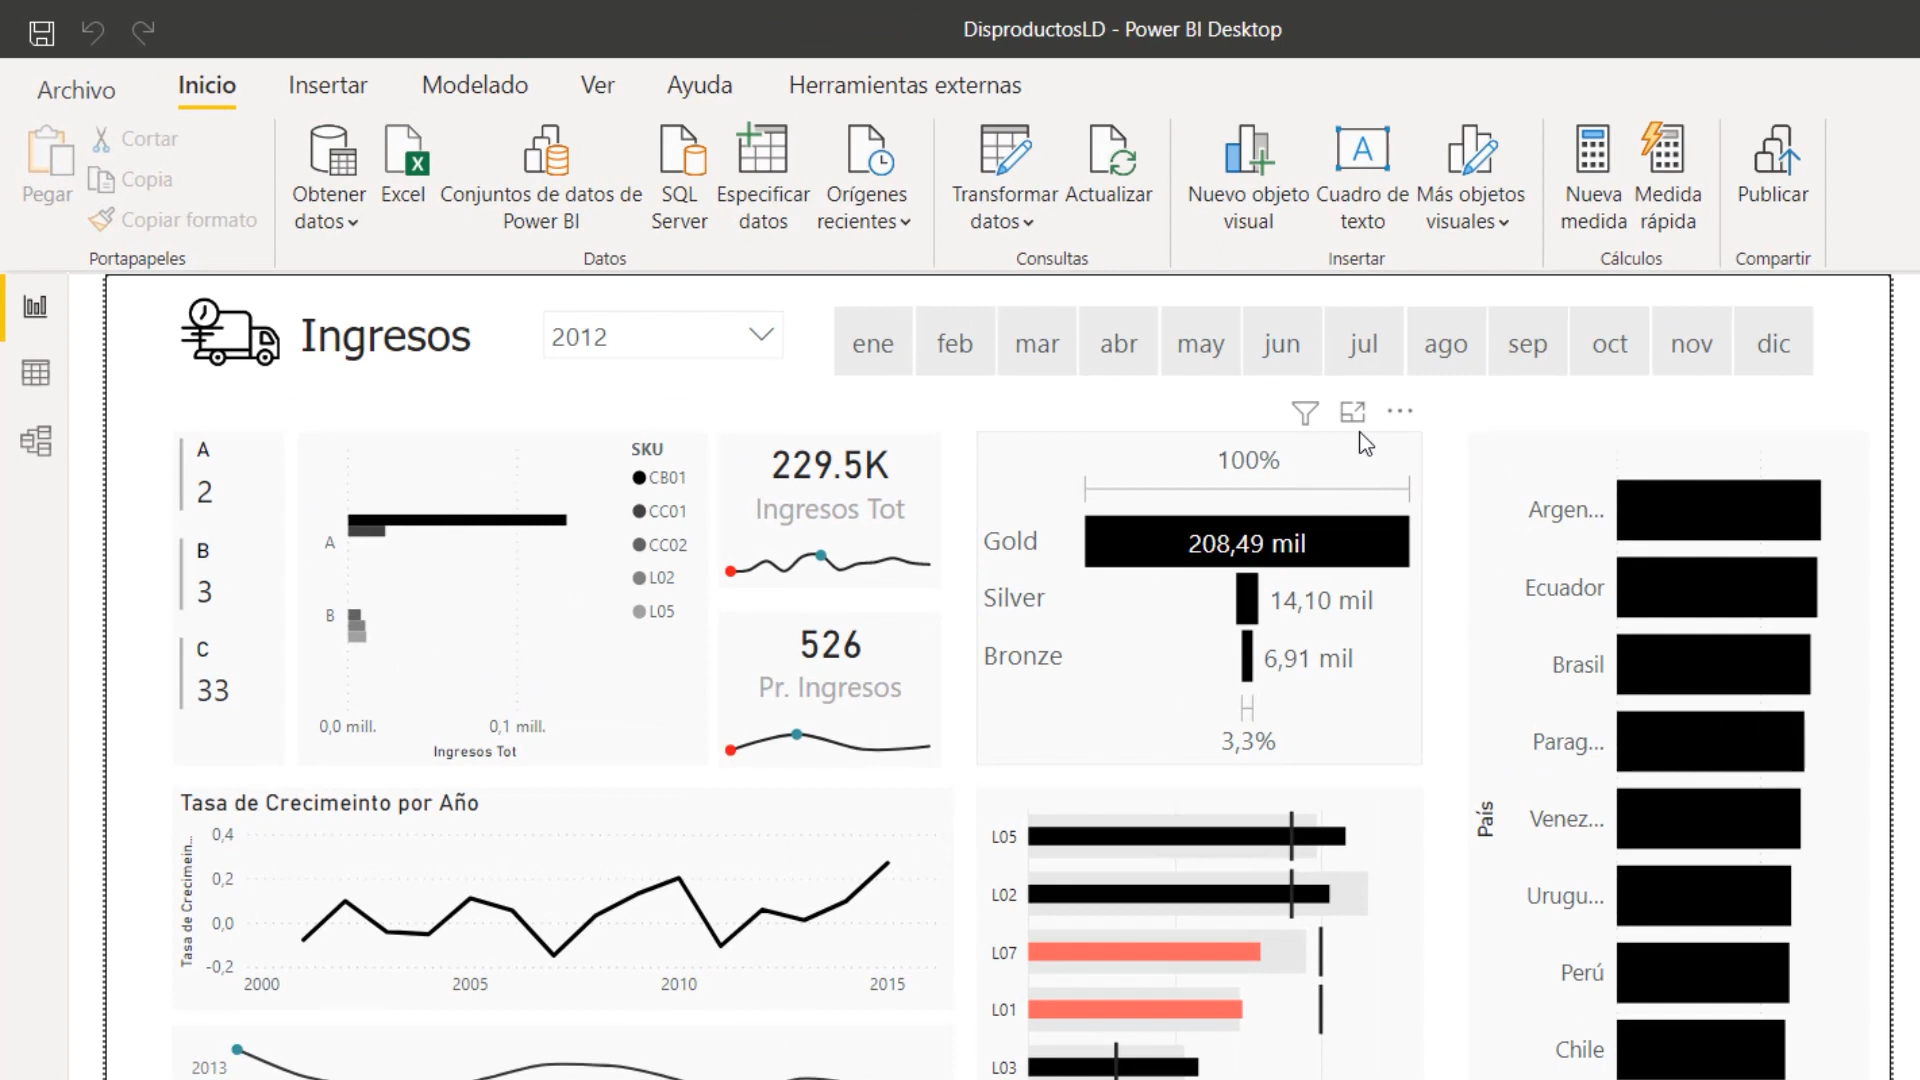 DisproductosLD - Power BI Desktop
Archivo
Inicio
Insertar
Modelado
Ver
Ayuda
Herramientas externas
Pegar
Cortar
Copia
Copiar formato
Portapapeles
Obtener
datos
Excel
Conjuntos de datos de
Power BI
SQL
Server
Especificar
datos
Orígenes
recientes
Datos
Transformar
datos
Actualizar
Consultas
Nuevo objeto
visual
Cuadro de
texto
A
Más objetos
visuales
Insertar
Nueva
medida
Medida
rápida
Cálculos
Publicar
Compartir
Ingresos
2012
ene
feb
mar
abr
may
jun
jul
ago
sep
oct
nov
dic
A
2
B
3
C
33
A
B
0,0 mill.
0,1 mill.
Ingresos Tot
SKU
CB01
CC01
CC02
L02
L05
229.5K
Ingresos Tot
526
Pr. Ingresos
100%
Gold
208,49 mil
Silver
14,10 mil
Bronze
6,91 mil
3,3%
País
Argen...
Ecuador
Brasil
Parag...
Venez...
Urugu...
Perú
Chile
Tasa de Crecimeinto por Año
Tasa de Crecimein...
0,4
0,2
0,0
-0,2
2000
2005
2010
2015
2013
L05
L02
L07
L01
L03